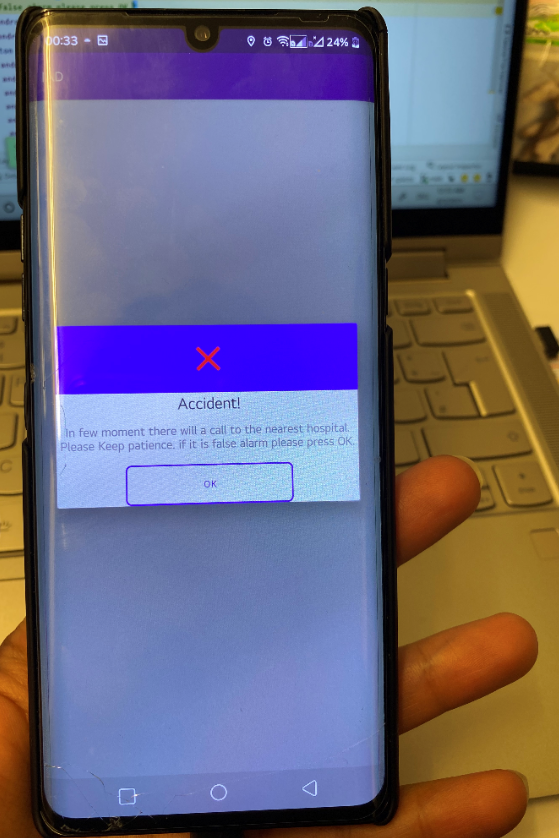 00:33
24%
Accident!
In few moment there will a call to the nearest hospital.
Please Keep patience. if it is false alarm please press OK.
OK